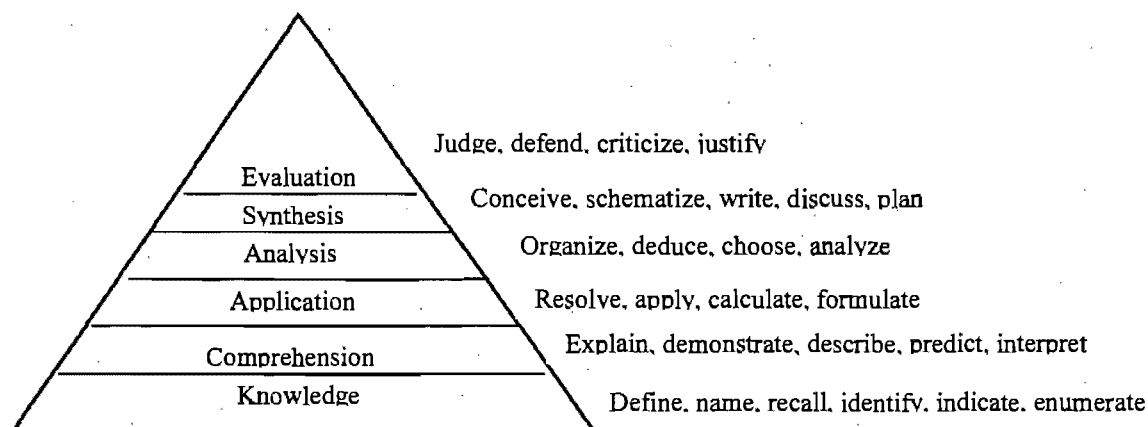 Judge, defend, criticize, justify
Evaluation
Conceive, schematize, write, discuss, plan
Synthesis
Organize, deduce, choose, analyze
Analysis
Application
Resolve, apply, calculate, formulate
Explain, demonstrate, describe, predict, interpret
Comprehension
Knowledge
Define, name, recall, identify, indicate, enumerate